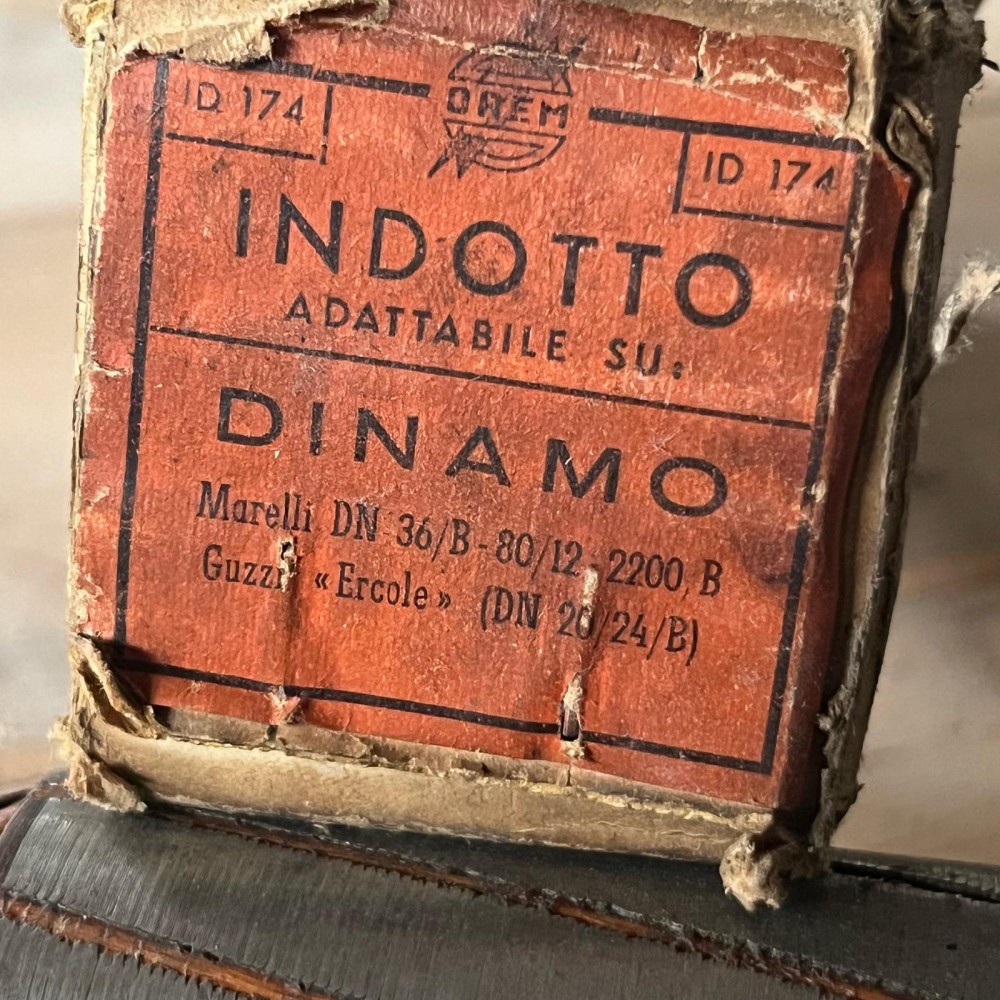 ID 174
OREM
ID 174
INDOTTO
ADATTABILE SU:
DINAMO
Marelli DN 36/B - 80/12 - 2200 B
Guzzi « Ercole » (DN 26/24/B)